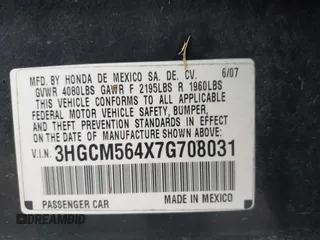 MFD. BY HONDA DE MEXICO SA. DE. CV. 6/07
GVWR 4080LBS GAWR F 2195LBS R 1960LBS
THIS VEHICLE CONFORMS TO ALL APPLICABLE
FEDERAL MOTOR VEHICLE SAFETY, BUMPER,
AND THEFT PREVENTION STANDARDS IN EFFECT
ON THE DATE OF MANUFACTURE SHOWN ABOVE.
V.I.N. 3HGCM564X7G708031
PASSENGER CAR MADE IN MEXICO
DREAMBID